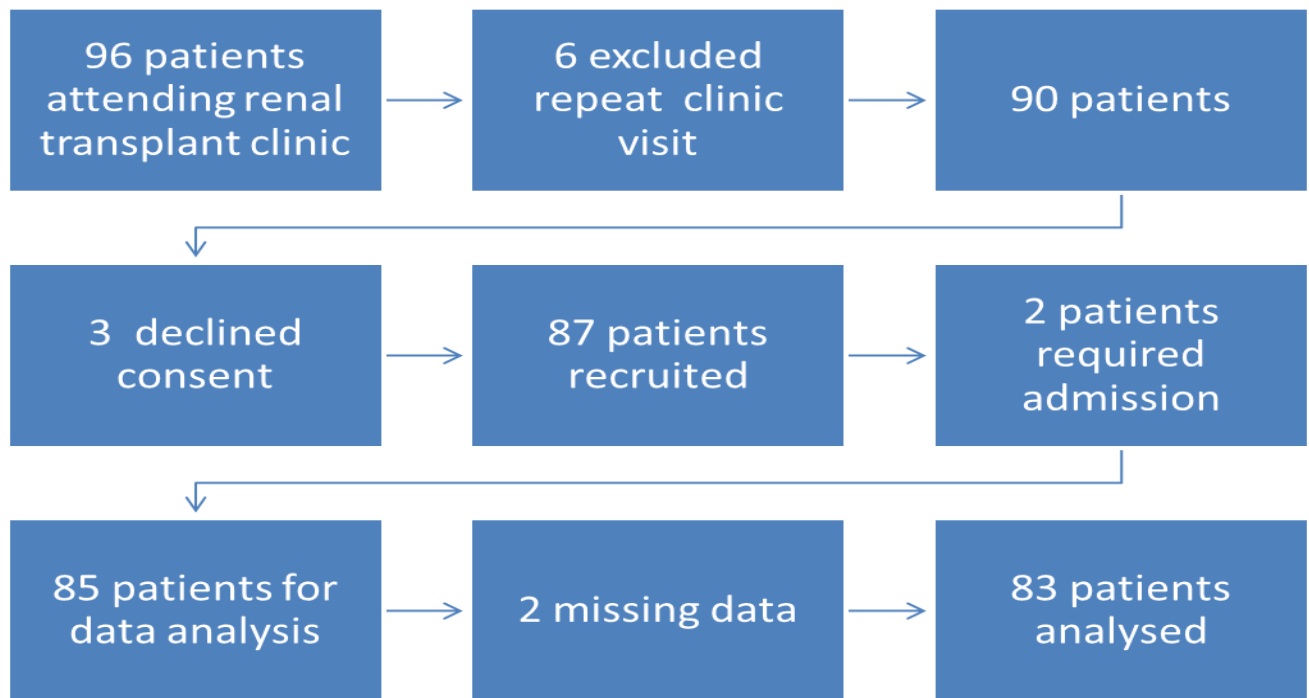 96 patients
attending renal
transplant clinic
6 excluded
repeat clinic
visit
90 patients
3 declined
consent
87 patients
recruited
2 patients
required
admission
85 patients for
data analysis
2 missing data
83 patients
analysed